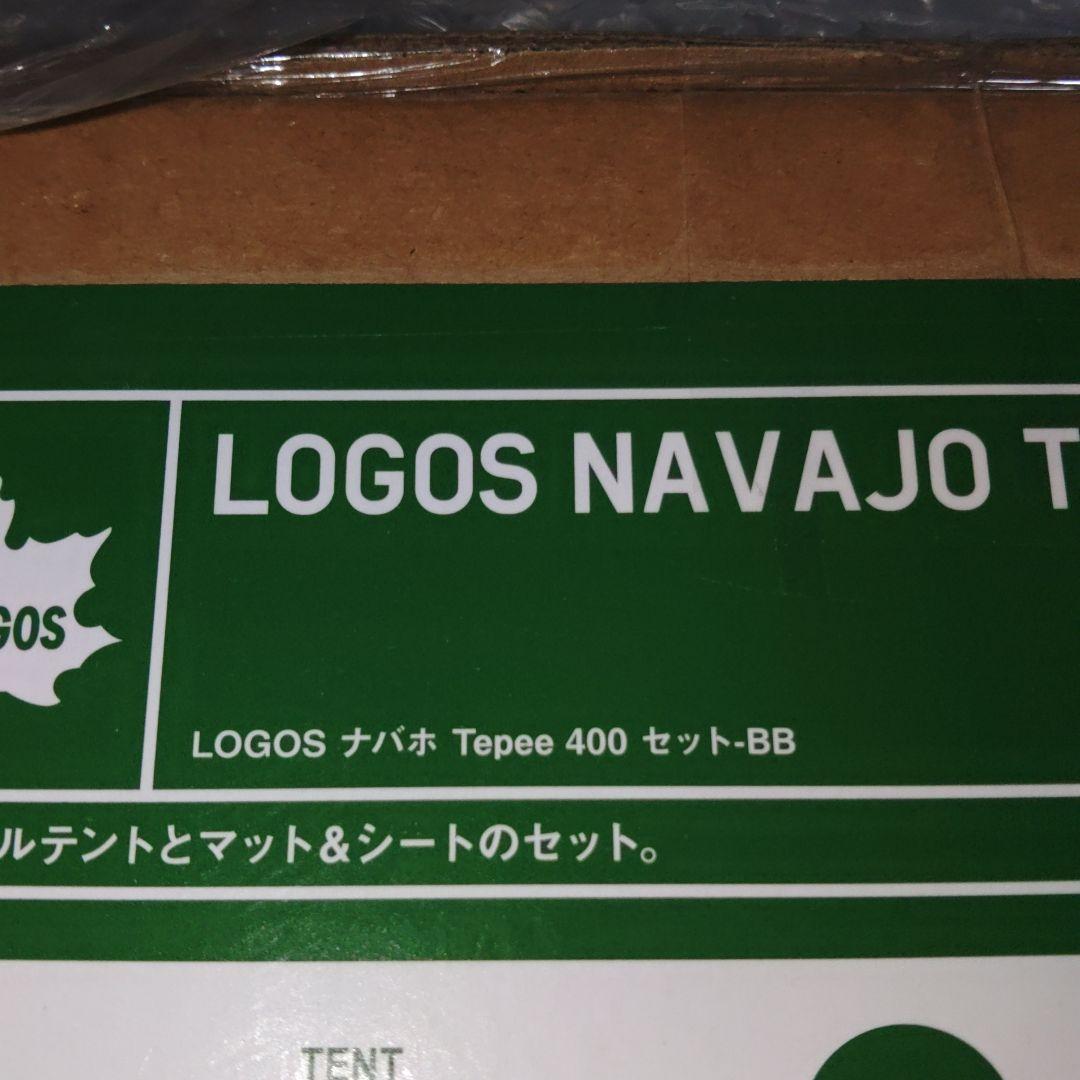 LOGOS NAVAJO T
GOS
LOGOS ナバホ Tepee 400 セット-BB
ルテントとマット&シートのセット。
TENT